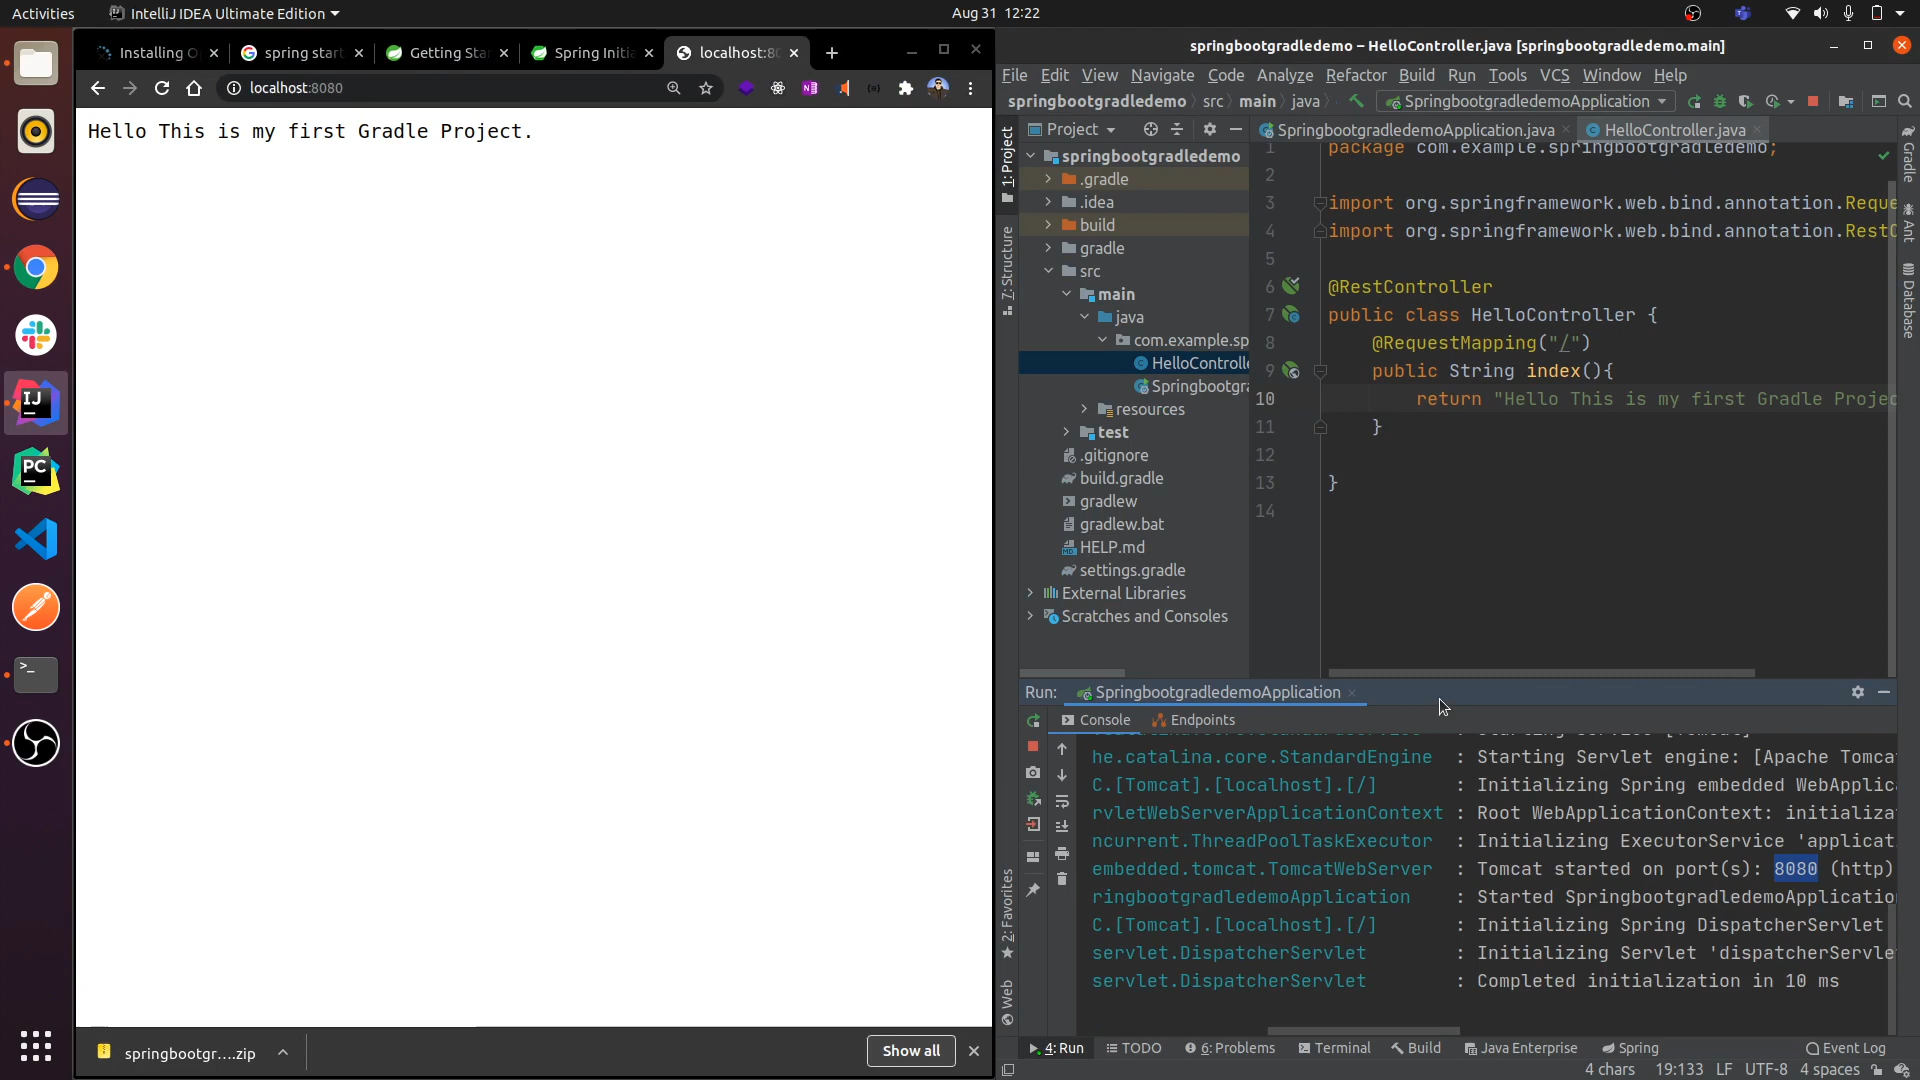 Activities
IntelliJ IDEA Ultimate Edition
Aug 31 12:22
Installing O
spring start
Getting Sta
Spring Initia
localhost:80
localhost:8080
Hello This is my first Gradle Project.
springbootgr....zip
Show all
springbootgradledemo – HelloController.java [springbootgradledemo.main]
File Edit View Navigate Code Analyze Refactor Build Run Tools VCS Window Help
springbootgradledemo src main java
SpringbootgradledemoApplication
1: Project
7: Structure
2: Favorites
Web
Project
springbootgradledemo
.gradle
.idea
build
gradle
src
main
java
com.example.sp
HelloControlle
Springbootgra
resources
test
.gitignore
build.gradle
gradlew
gradlew.bat
HELP.md
settings.gradle
External Libraries
Scratches and Consoles
SpringbootgradledemoApplication.java
HelloController.java
1 package com.example.springbootgradledemo;
2
3 import org.springframework.web.bind.annotation.Reque
4 import org.springframework.web.bind.annotation.RestC
5
6 @RestController
7 public class HelloController {
8 @RequestMapping("/")
9 public String index(){
10 return "Hello This is my first Gradle Projec
11 }
12
13 }
14
Gradle
Ant
Database
Run: SpringbootgradledemoApplication
Console
Endpoints
he.catalina.core.StandardEngine : Starting Servlet engine: [Apache Tomca
C.[Tomcat].[localhost].[/] : Initializing Spring embedded WebApplic
rvletWebServerApplicationContext : Root WebApplicationContext: initializa
ncurrent.ThreadPoolTaskExecutor : Initializing ExecutorService 'applicat
embedded.tomcat.TomcatWebServer : Tomcat started on port(s): 8080 (http)
ringbootgradledemoApplication : Started SpringbootgradledemoApplication
C.[Tomcat].[localhost].[/] : Initializing Spring DispatcherServlet
servlet.DispatcherServlet : Initializing Servlet 'dispatcherServle
servlet.DispatcherServlet : Completed initialization in 10 ms
4: Run
TODO
6: Problems
Terminal
Build
Java Enterprise
Spring
Event Log
4 chars 19:133 LF UTF-8 4 spaces